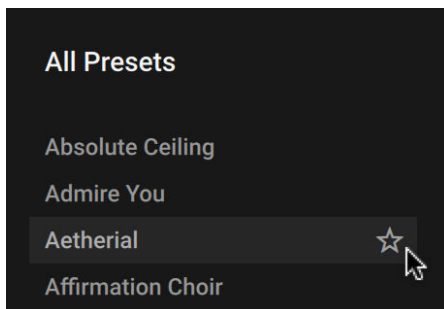 All Presets
Absolute Ceiling
Admire You
Aetherial
Affirmation Choir